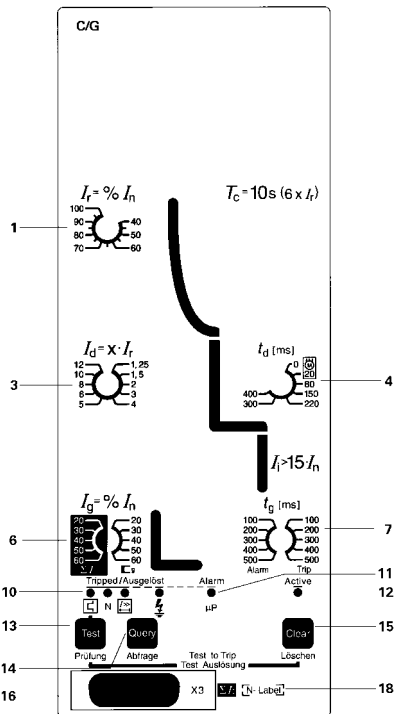 C/G
Ir = % In
Tc = 10s (6 x Ir)
1
100
90
80
70
40
50
60
Id = x · Ir
td [ms]
3
12
10
8
6
5
1,25
1,5
2
3
4
0
20
60
150
220
400
300
4
Ii>15·In
Ig = % In
tg [ms]
6
20
30
40
50
60
20
30
40
50
60
100
200
300
400
500
100
200
300
400
500
7
ΣI
g
Alarm
Trip
Tripped/Ausgelöst
Alarm
Active
11
10
N
µP
12
13
Test
Query
Clear
15
Prüfung
Abfrage
Löschen
14
Test to Trip
Test Auslösung
16
X3
[N- Label]
18